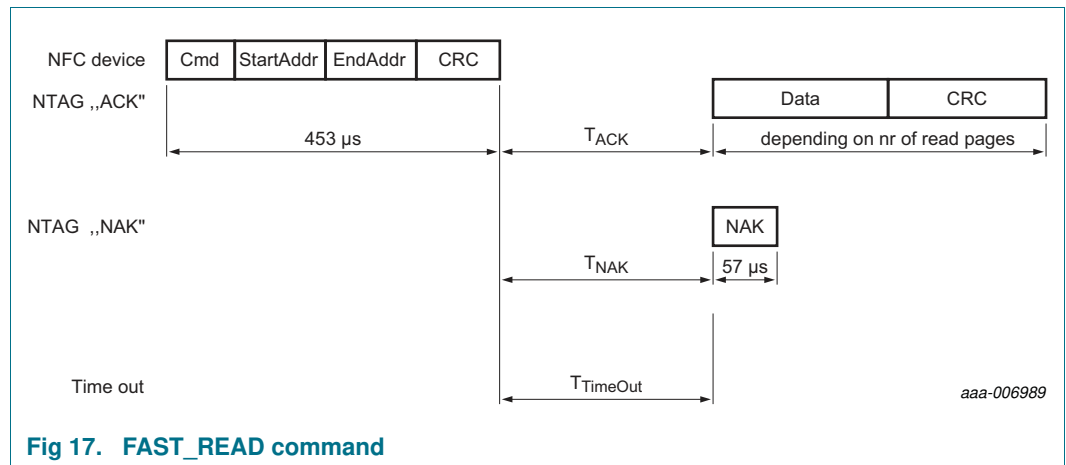 NFC device Cmd StartAddr EndAddr CRC
NTAG ,,ACK" Data CRC
453 µs TACK depending on nr of read pages
NTAG ,,NAK" NAK
TNAK 57 µs
Time out TTimeOut aaa-006989
Fig 17. FAST_READ command